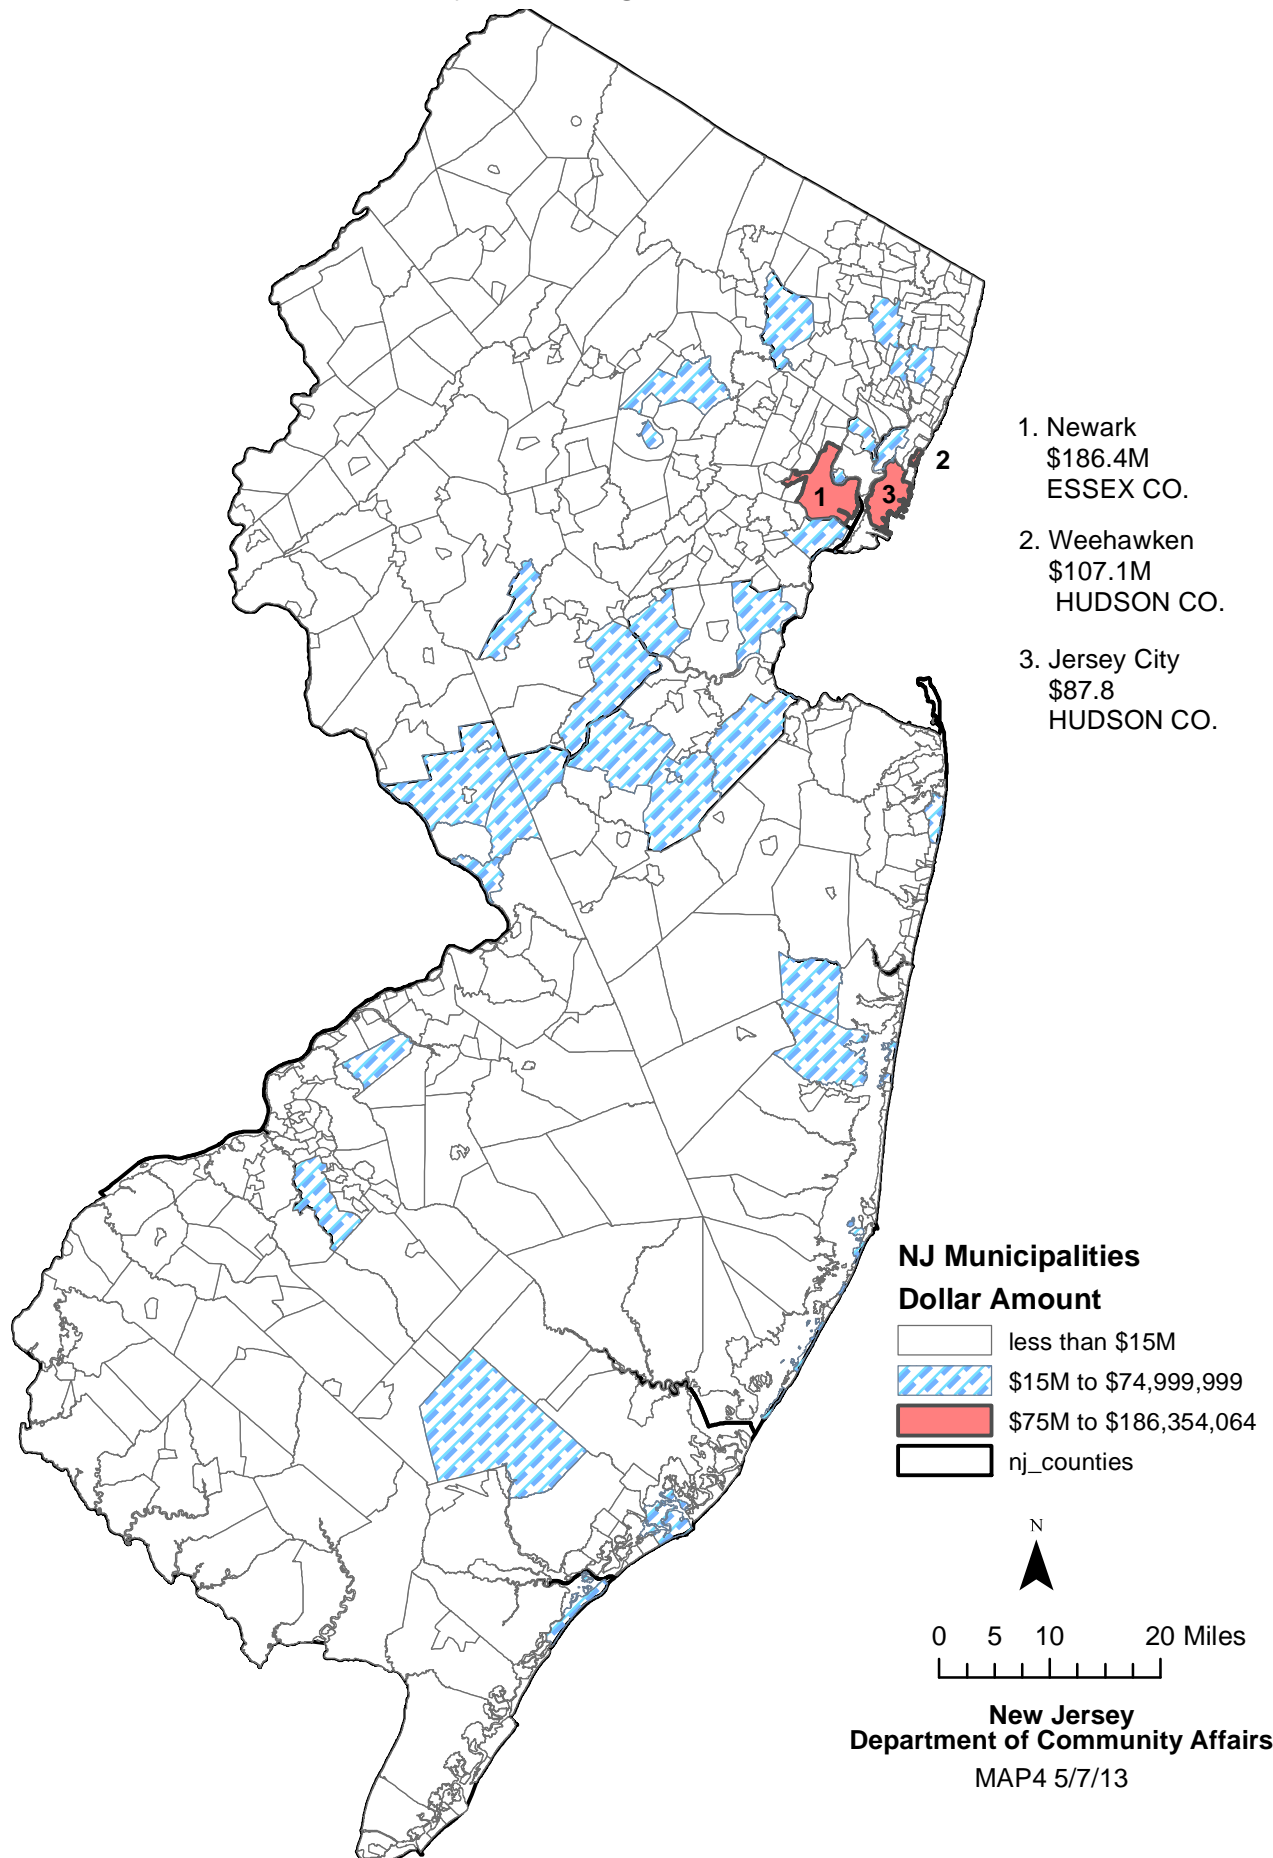 1. Newark
$186.4M
ESSEX CO.
2. Weehawken
$107.1M
HUDSON CO.
3. Jersey City
$87.8
HUDSON CO.
1
2
3
NJ Municipalities
Dollar Amount
less than $15M
$15M to $74,999,999
$75M to $186,354,064
nj_counties
N
0 5 10 20 Miles
New Jersey
Department of Community Affairs
MAP4 5/7/13